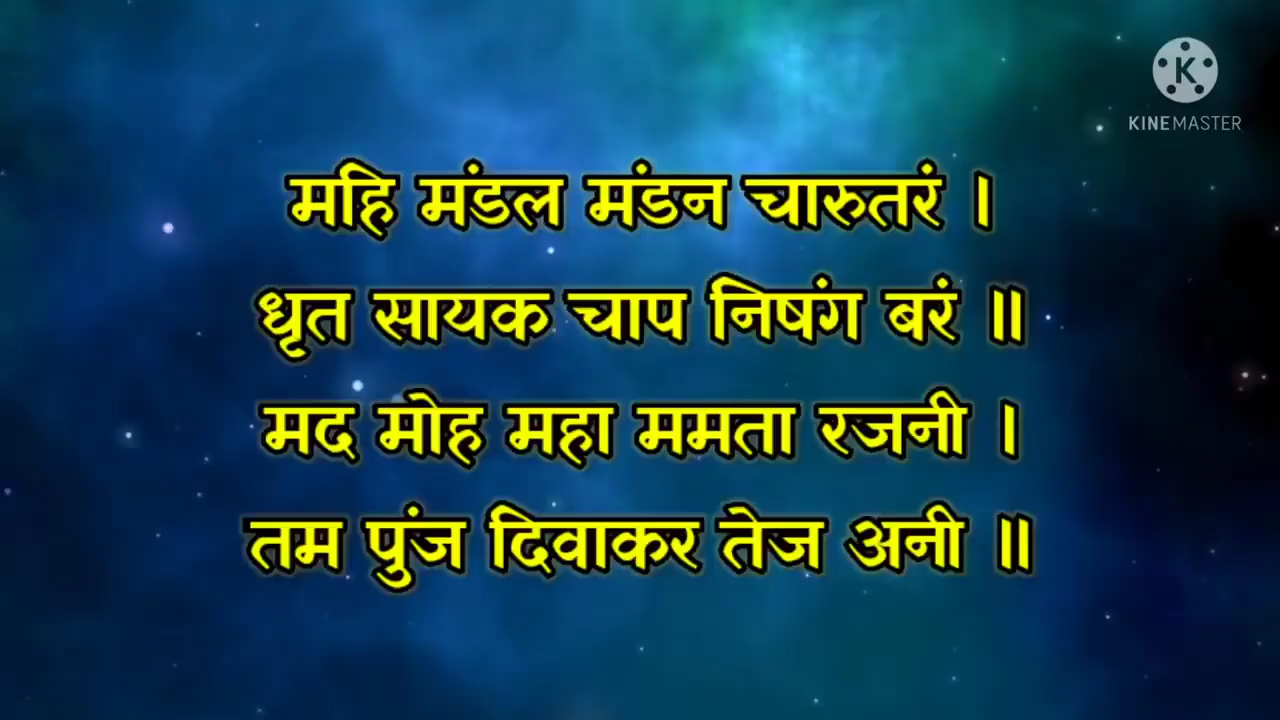 KINEMASTER
महि मंडल मंडन चारुतरं ।
धृत सायक चाप निषंग बरं ॥
मद मोह महा ममता रजनी ।
तम पुंज दिवाकर तेज अनी ॥